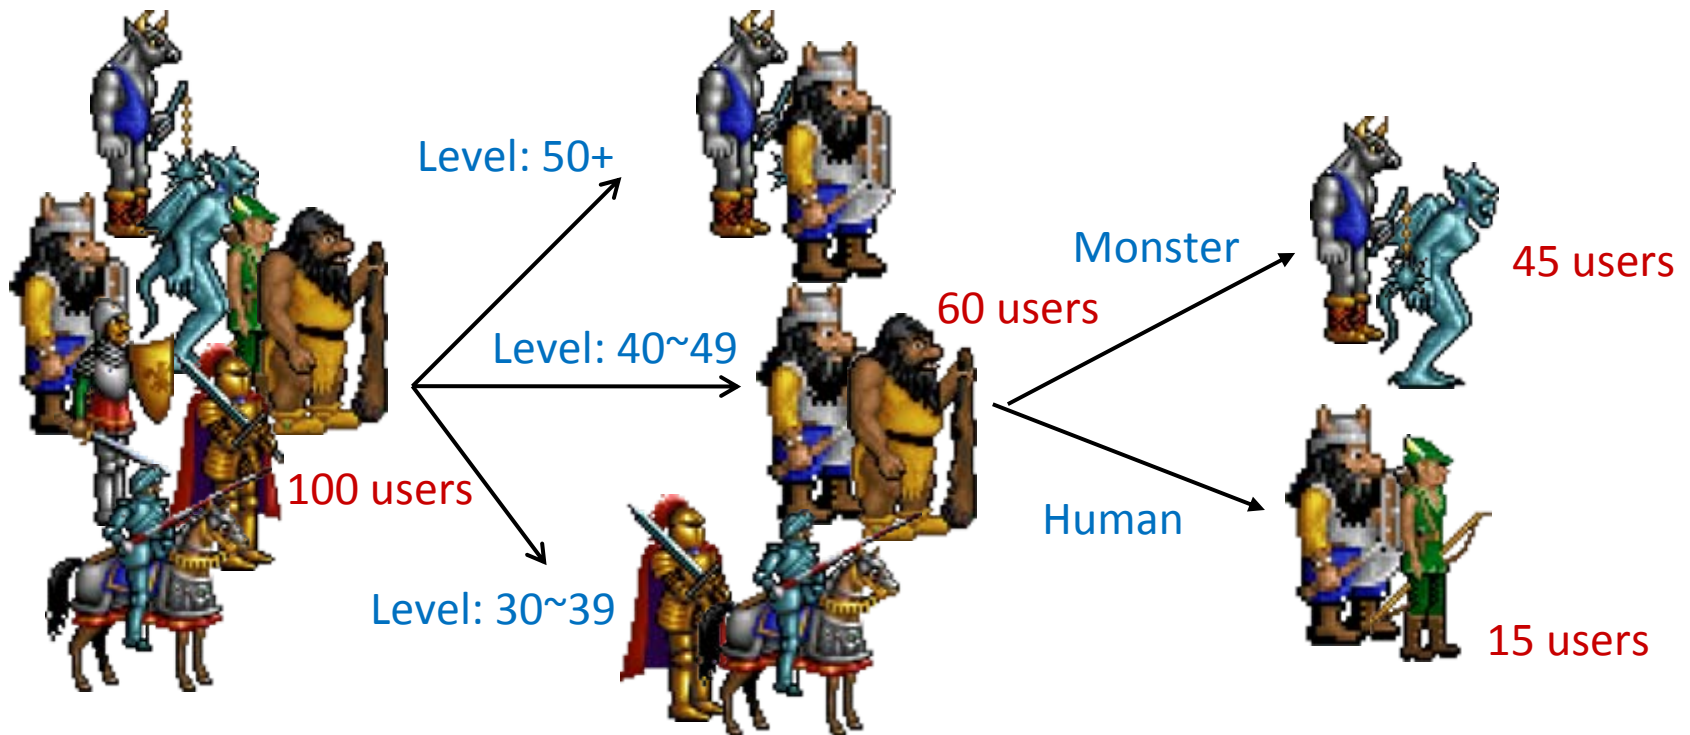 Level: 50+
Monster
45 users
60 users
Level: 40~49
100 users
Human
Level: 30~39
15 users